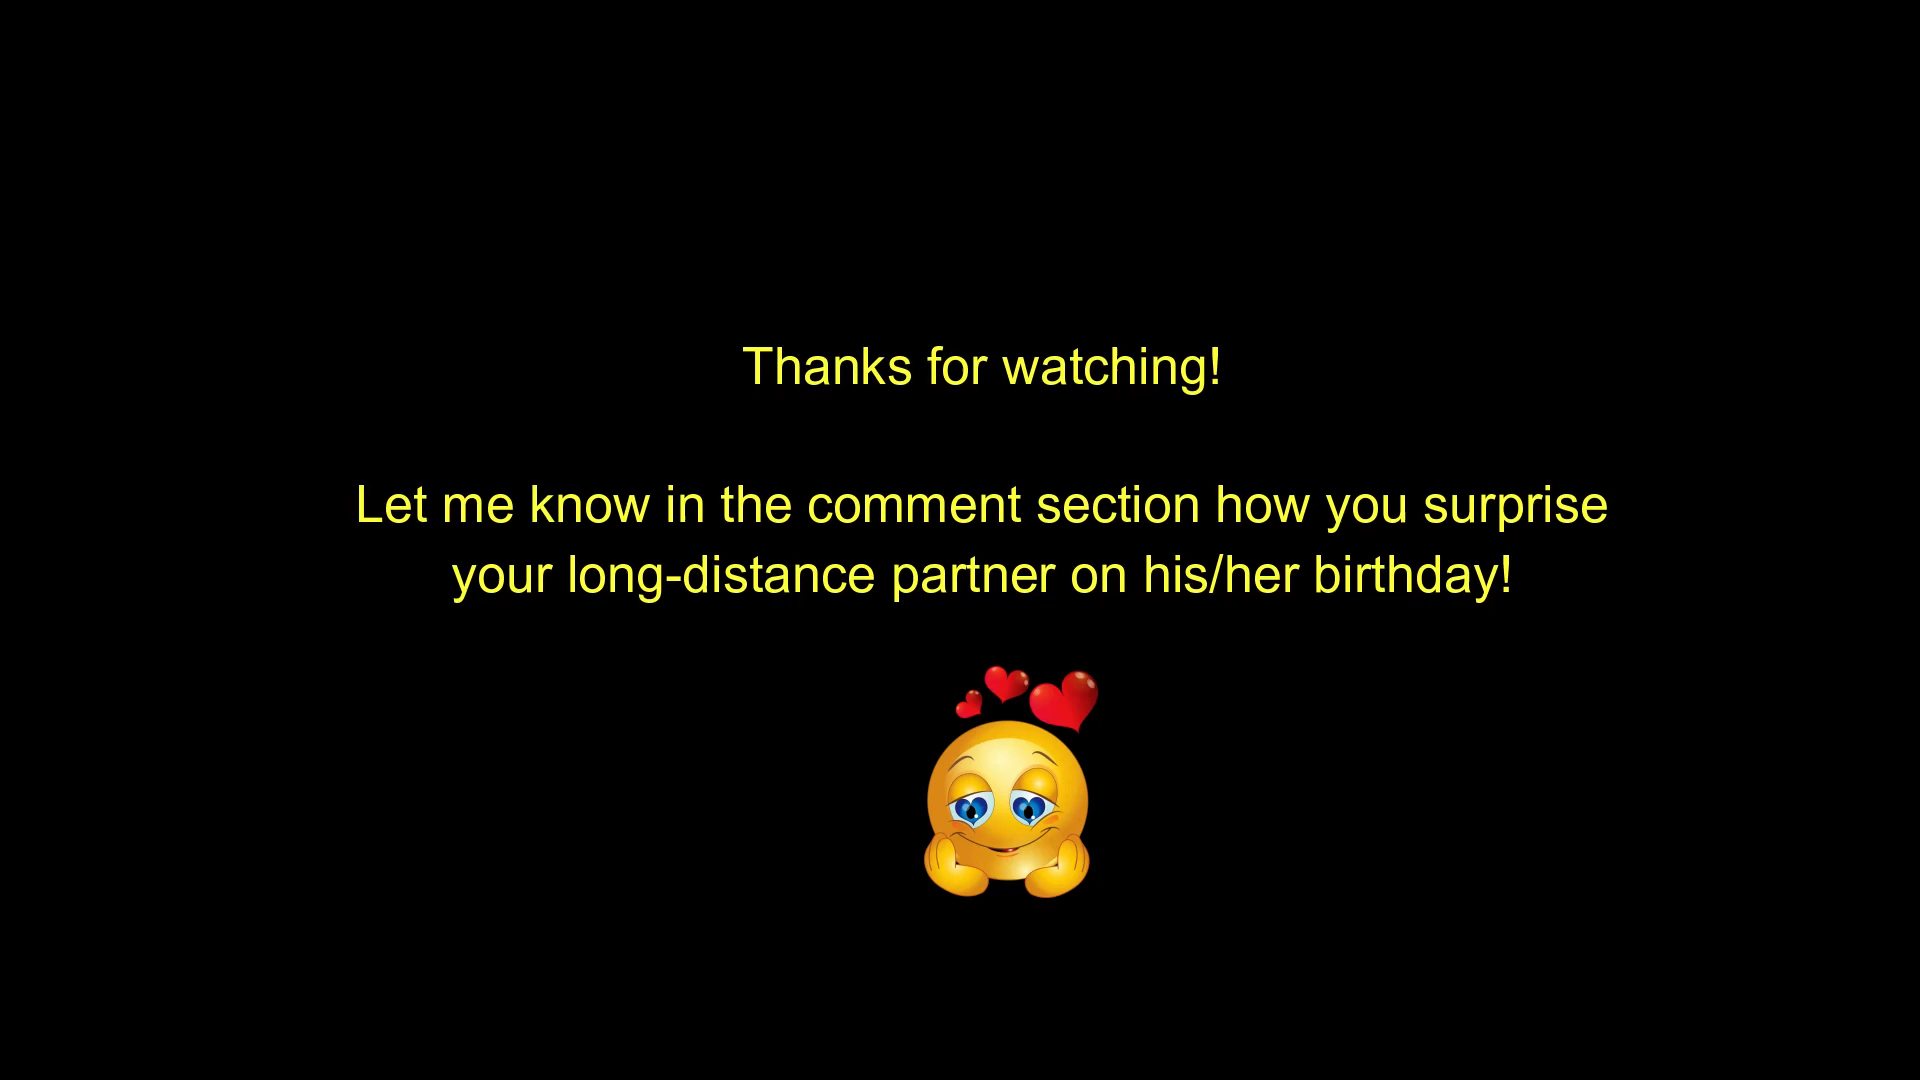 Thanks for watching!
Let me know in the comment section how you surprise
your long-distance partner on his/her birthday!